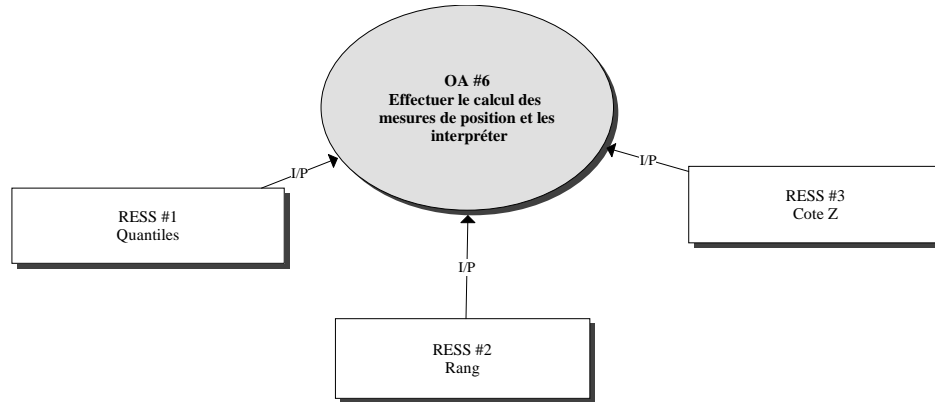 OA #6
Effectuer le calcul des
mesures de position et les
interpréter
I/P
I/P
RESS #1
Quantiles
RESS #3
Cote Z
I/P
RESS #2
Rang